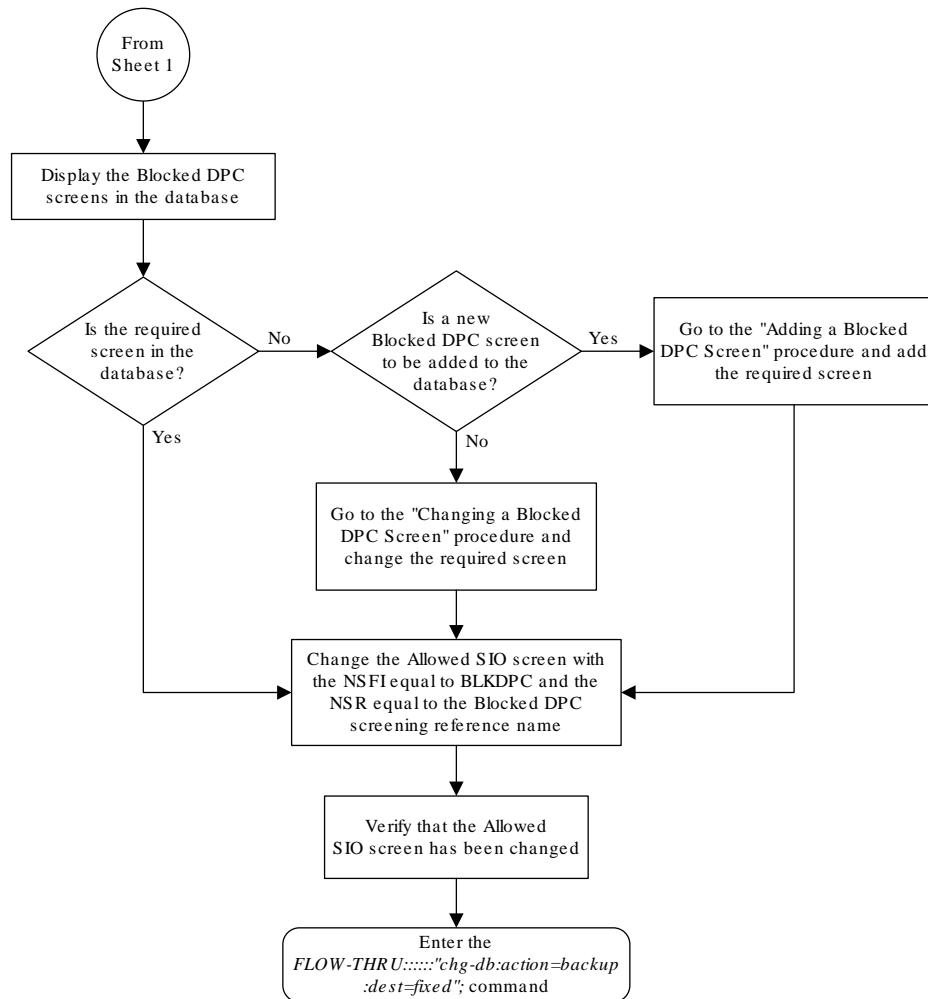 From
Sheet 1
Display the Blocked DPC
screens in the database
Is the required
screen in the
database?
No
Yes
Is a new
Blocked DPC screen
to be added to the
database?
Yes
No
Go to the "Adding a Blocked
DPC Screen" procedure and add
the required screen
Go to the "Changing a Blocked
DPC Screen" procedure and
change the required screen
Change the Allowed SIO screen with
the NSFI equal to BLKDPC and the
NSR equal to the Blocked DPC
screening reference name
Verify that the Allowed
SIO screen has been changed
Enter the
FLOW-THRU::::::"chg-db:action=backup
:dest=fixed"; command